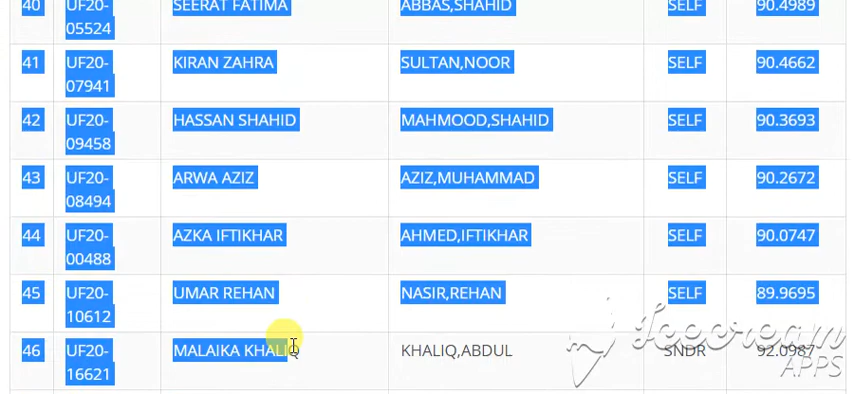 40 UF20- SEERAT FATIMA ABBAS,SHAHID SELF 90.4989
05524
41 UF20- KIRAN ZAHRA SULTAN,NOOR SELF 90.4662
07941
42 UF20- HASSAN SHAHID MAHMOOD,SHAHID SELF 90.3693
09458
43 UF20- ARWA AZIZ AZIZ,MUHAMMAD SELF 90.2672
08494
44 UF20- AZKA IFTIKHAR AHMED,IFTIKHAR SELF 90.0747
00488
45 UF20- UMAR REHAN NASIR,REHAN SELF 89.9695
10612
46 UF20- MALAIKA KHALIQ KHALIQ,ABDUL SNDR 92.0987
16621
Icecream
APPS